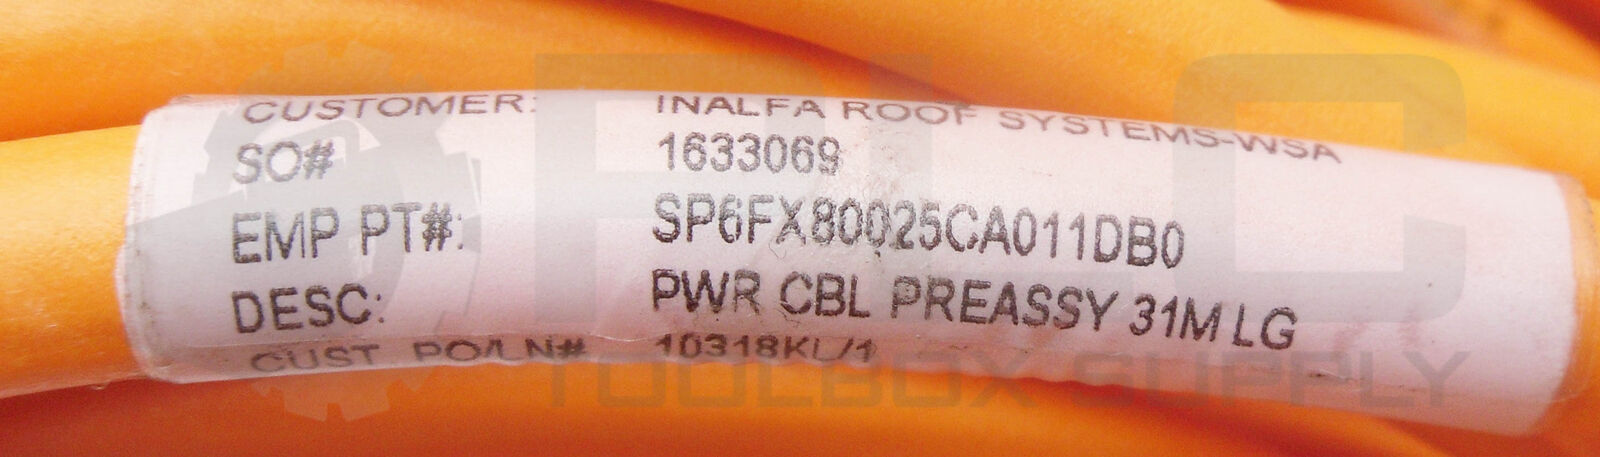 CUSTOMER: INALFA ROOF SYSTEMS-WSA
SO# 1633069
EMP PT#: SP6FX80025CA011DB0
DESC: PWR CBL PREASSY 31M LG
CUST PO/LN# 10318KL/1
PLC
TOOLBOX SUPPLY